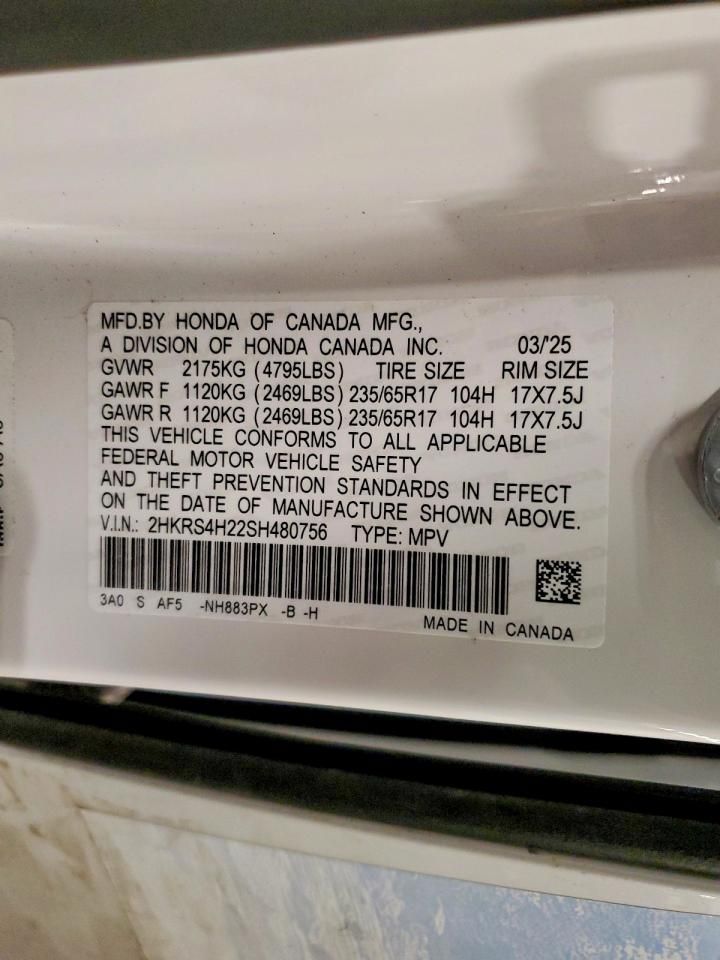 MFD.BY HONDA OF CANADA MFG.,
A DIVISION OF HONDA CANADA INC. 03/'25
GVWR 2175KG (4795LBS) TIRE SIZE RIM SIZE
GAWR F 1120KG (2469LBS) 235/65R17 104H 17X7.5J
GAWR R 1120KG (2469LBS) 235/65R17 104H 17X7.5J
THIS VEHICLE CONFORMS TO ALL APPLICABLE
FEDERAL MOTOR VEHICLE SAFETY
AND THEFT PREVENTION STANDARDS IN EFFECT
ON THE DATE OF MANUFACTURE SHOWN ABOVE.
V.I.N.: 2HKRS4H22SH480756 TYPE: MPV
3A0 S AF5 -NH883PX -B -H
MADE IN CANADA